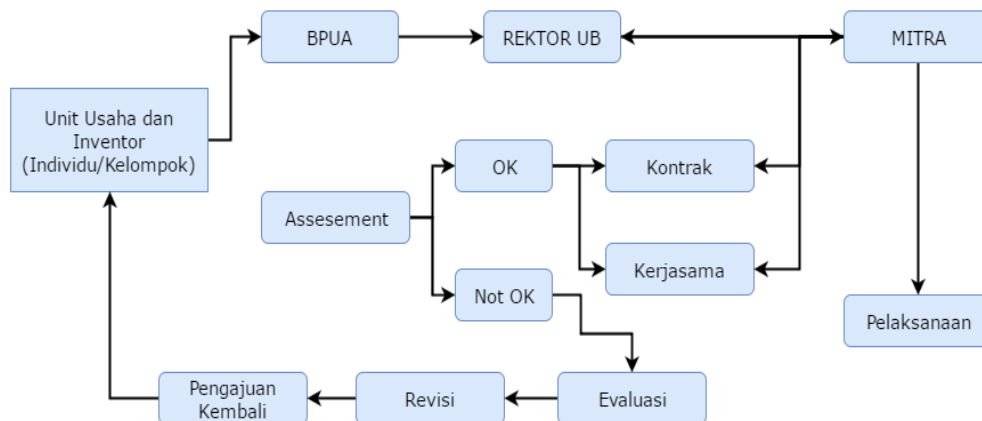 BPUA
REKTOR UB
MITRA
Unit Usaha dan
Inventor
(Individu/Kelompok)
OK
Kontrak
Assesement
Kerjasama
Not OK
Pelaksanaan
Pengajuan
Kembali
Revisi
Evaluasi